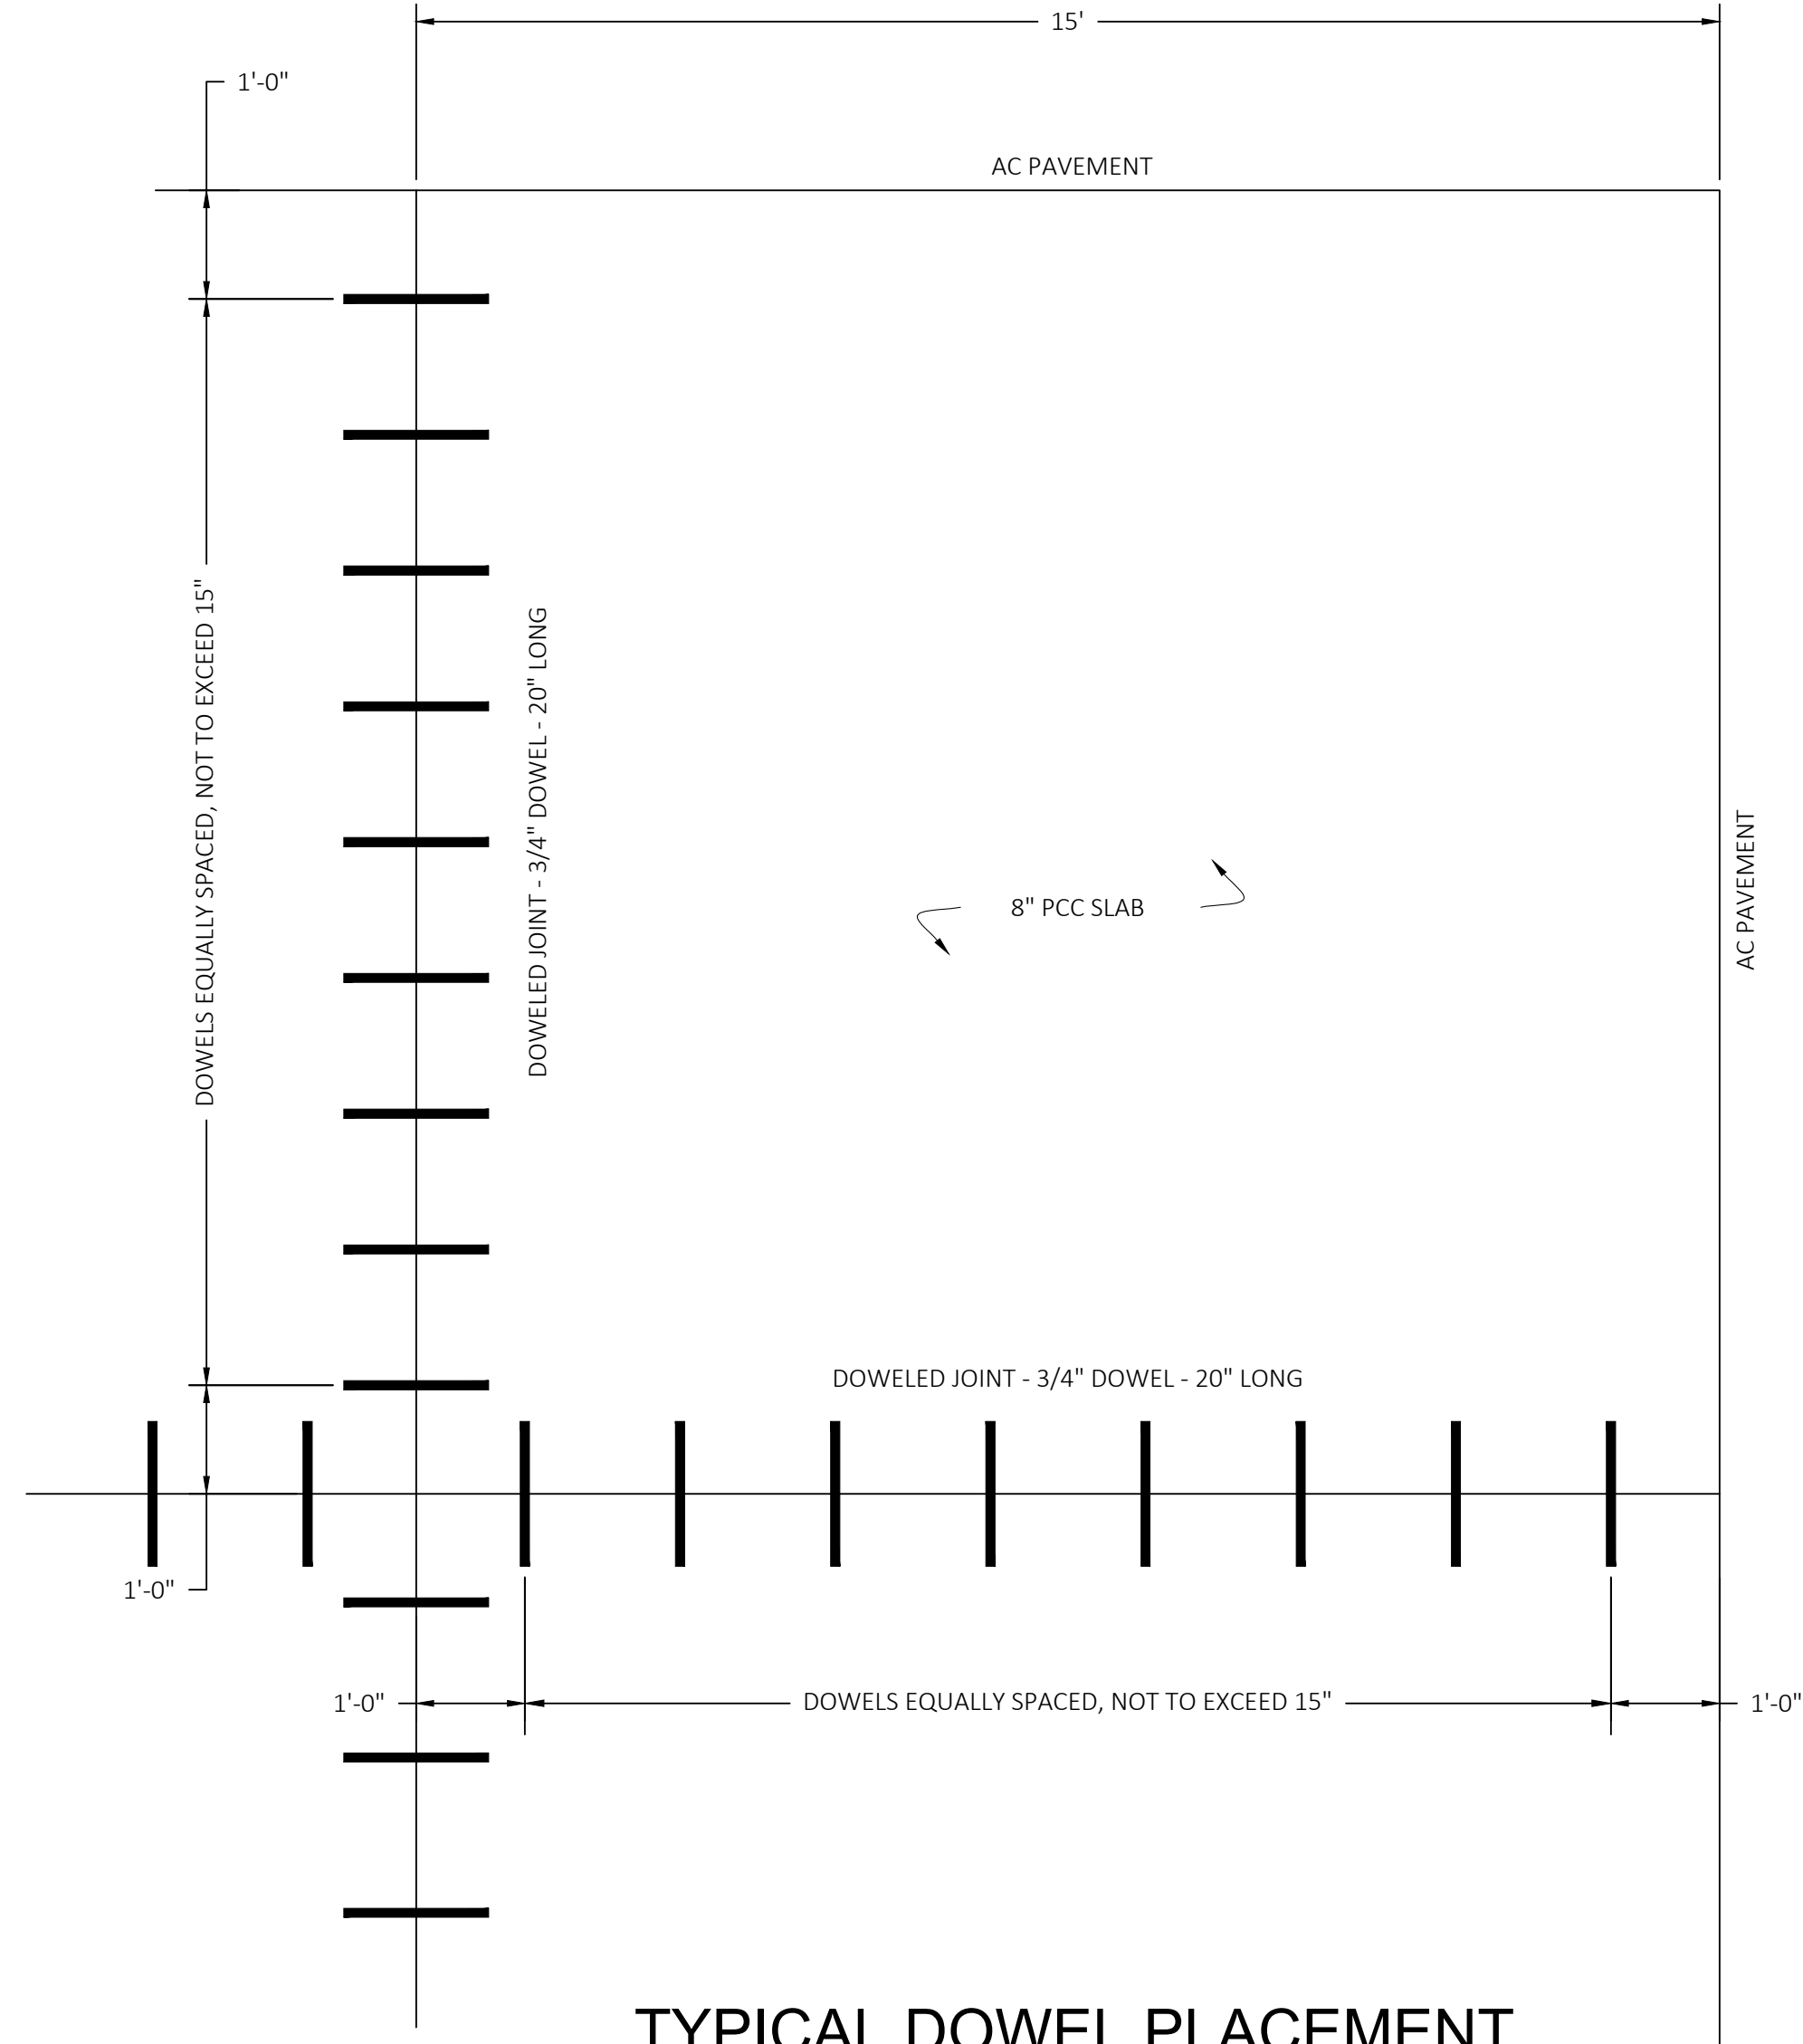 15'
1'-0"
AC PAVEMENT
DOWELS EQUALLY SPACED, NOT TO EXCEED 15"
DOWELED JOINT - 3/4" DOWEL - 20" LONG
8" PCC SLAB
AC PAVEMENT
DOWELED JOINT - 3/4" DOWEL - 20" LONG
1'-0"
1'-0"
DOWELS EQUALLY SPACED, NOT TO EXCEED 15"
1'-0"
TYPICAL DOWEL PLACEMENT